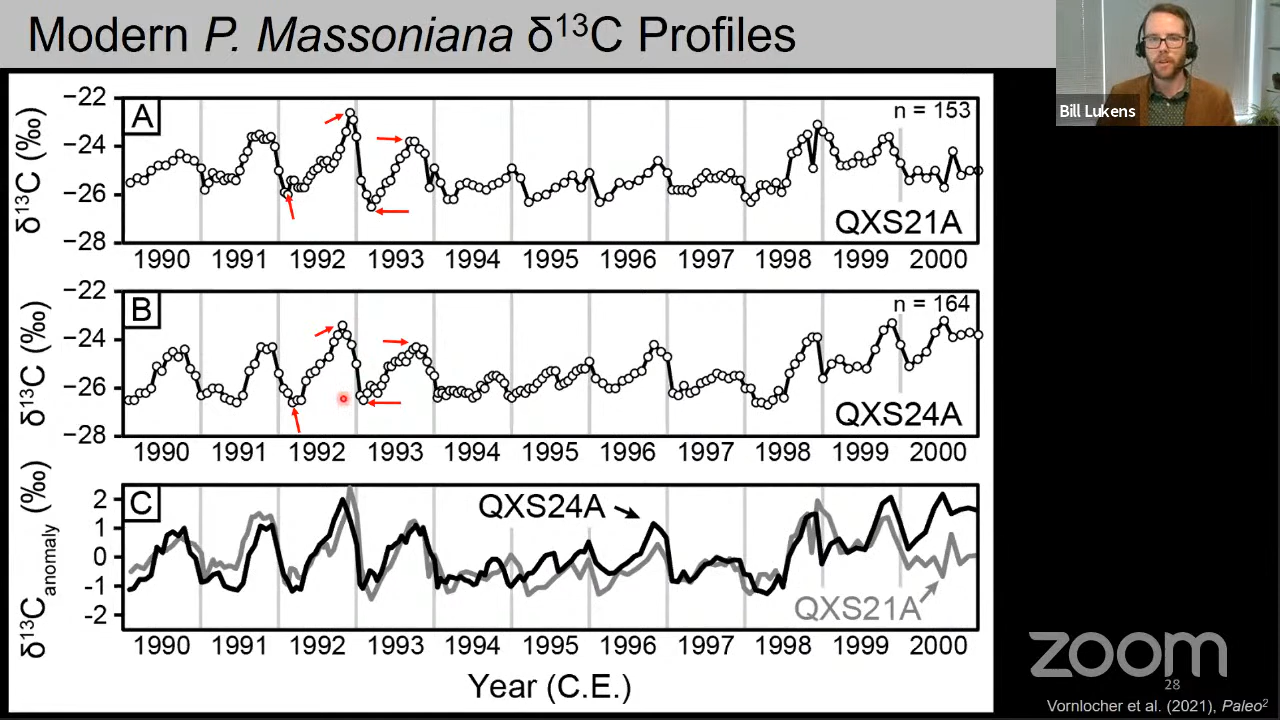 Modern P. Massoniana δ¹³C Profiles
Bill Lukens
δ¹³C (‰)
−22
−24
−26
−28
A
n = 153
QXS21A
1990 1991 1992 1993 1994 1995 1996 1997 1998 1999 2000
δ¹³C (‰)
−22
−24
−26
−28
B
n = 164
QXS24A
1990 1991 1992 1993 1994 1995 1996 1997 1998 1999 2000
δ¹³Canomaly (‰)
2
1
0
-1
-2
C
QXS24A
QXS21A
1990 1991 1992 1993 1994 1995 1996 1997 1998 1999 2000
Year (C.E.)
zoom
28
Vornlocher et al. (2021), Paleo²